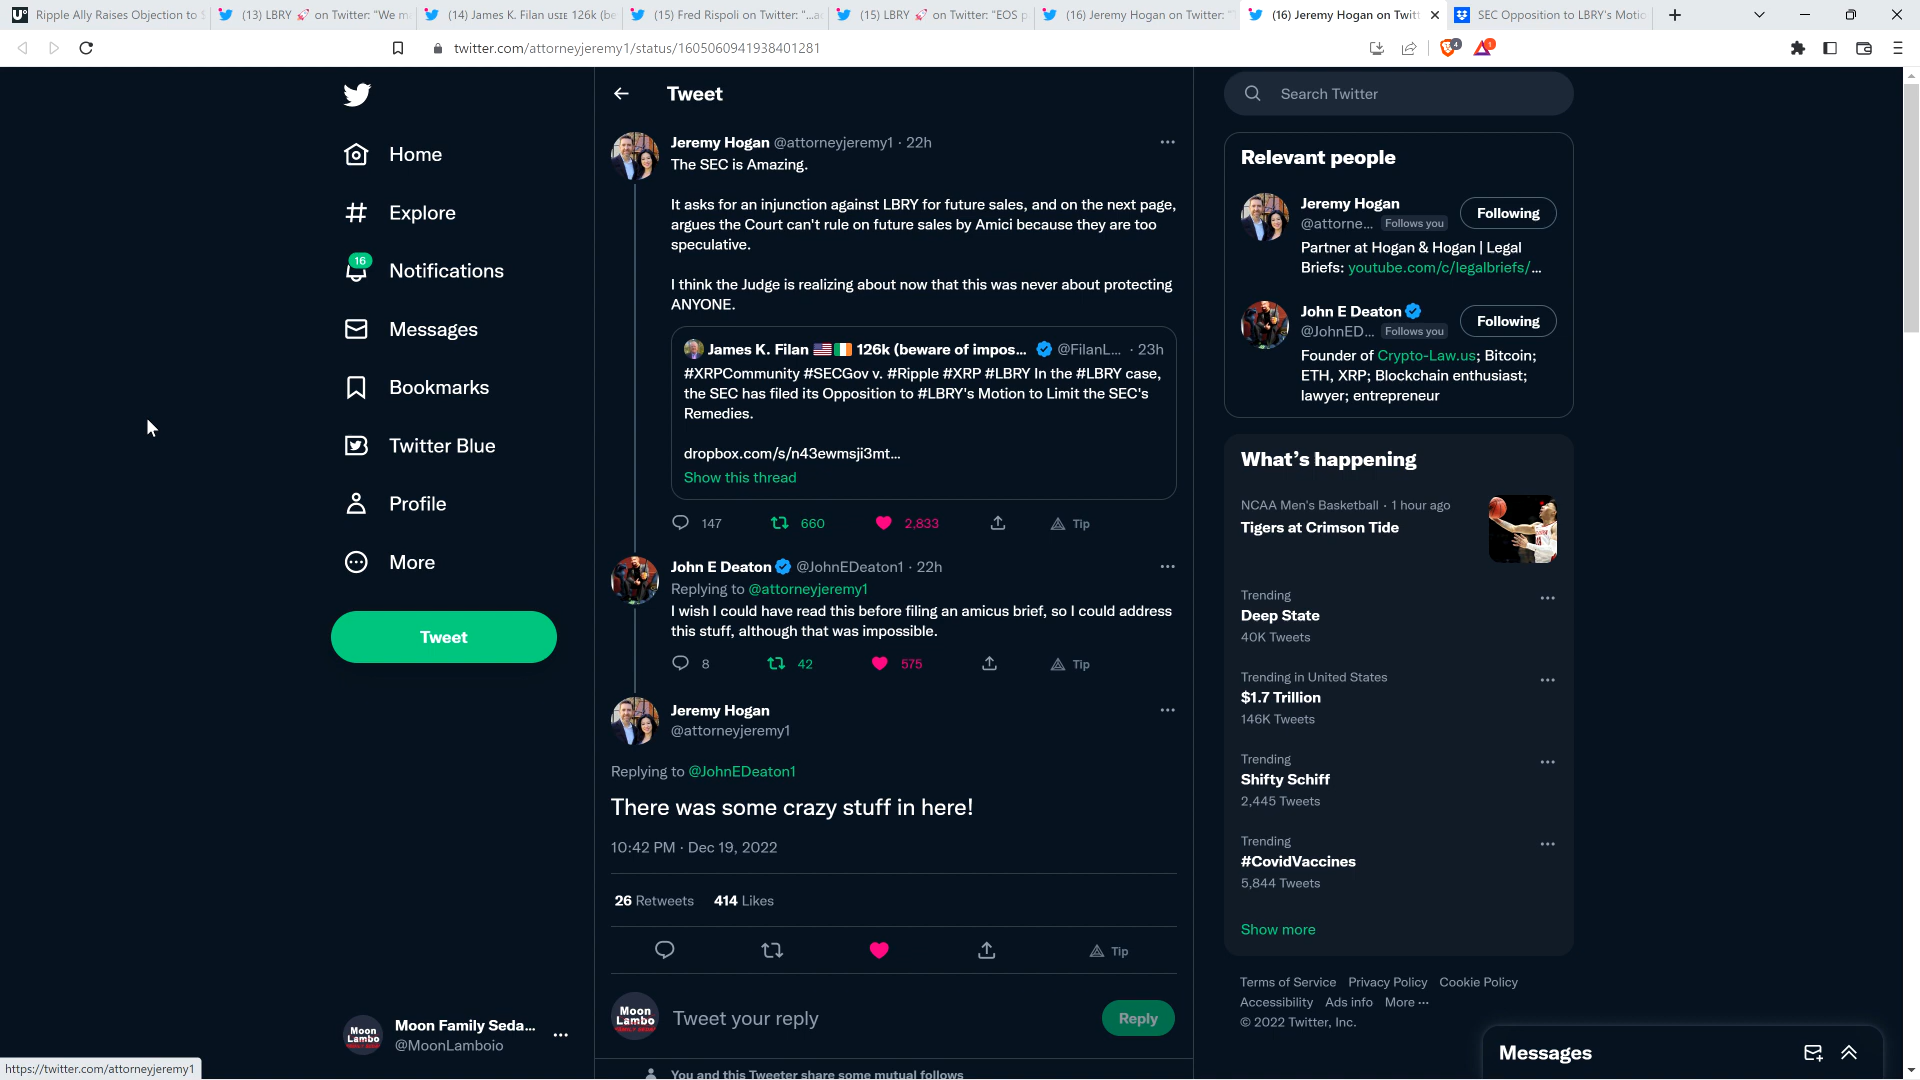 Ripple Ally Raises Objection to S
(13) LBRY 🚀 on Twitter: "We m
(14) James K. Filan 🇺🇸🇮🇪 126k (be
(15) Fred Rispoli on Twitter: "...a
(15) LBRY 🚀 on Twitter: "EOS p
(16) Jeremy Hogan on Twitter: "
(16) Jeremy Hogan on Twitt
SEC Opposition to LBRY's Motio
twitter.com/attorneyjeremy1/status/1605060941938401281
4
1
Home
Explore
16
Notifications
Messages
Bookmarks
Twitter Blue
Profile
More
Tweet
Moon Lambo
Moon Family Seda...
@MoonLamboio
https://twitter.com/attorneyjeremy1
Tweet
Jeremy Hogan @attorneyjeremy1 · 22h
The SEC is Amazing.
It asks for an injunction against LBRY for future sales, and on the next page,
argues the Court can't rule on future sales by Amici because they are too
speculative.
I think the Judge is realizing about now that this was never about protecting
ANYONE.
James K. Filan 🇺🇸🇮🇪 126k (beware of impos... @FilanL... · 23h
#XRPCommunity #SECGov v. #Ripple #XRP #LBRY In the #LBRY case,
the SEC has filed its Opposition to #LBRY's Motion to Limit the SEC's
Remedies.
dropbox.com/s/n43ewmsji3mt...
Show this thread
147 660 2,833 Tip
John E Deaton @JohnEDeaton1 · 22h
Replying to @attorneyjeremy1
I wish I could have read this before filing an amicus brief, so I could address
this stuff, although that was impossible.
8 42 575 Tip
Jeremy Hogan
@attorneyjeremy1
Replying to @JohnEDeaton1
There was some crazy stuff in here!
10:42 PM · Dec 19, 2022
26 Retweets 414 Likes
Tip
Moon
Lambo
Tweet your reply
Reply
You and this Tweeter share some mutual follows
Search Twitter
Relevant people
Jeremy Hogan
@attorne... Follows you
Following
Partner at Hogan & Hogan | Legal
Briefs: youtube.com/c/legalbriefs/...
John E Deaton
@JohnED... Follows you
Following
Founder of Crypto-Law.us; Bitcoin;
ETH, XRP; Blockchain enthusiast;
lawyer; entrepreneur
What's happening
NCAA Men's Basketball · 1 hour ago
Tigers at Crimson Tide
Trending
Deep State
40K Tweets
Trending in United States
$1.7 Trillion
146K Tweets
Trending
Shifty Schiff
2,445 Tweets
Trending
#CovidVaccines
5,844 Tweets
Show more
Terms of Service Privacy Policy Cookie Policy
Accessibility Ads info More ...
© 2022 Twitter, Inc.
Messages